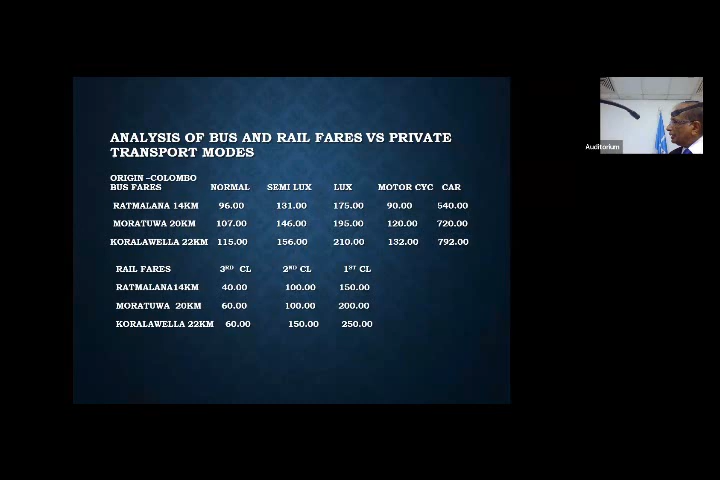 ANALYSIS OF BUS AND RAIL FARES VS PRIVATE
TRANSPORT MODES
ORIGIN –COLOMBO
BUS FARES NORMAL SEMI LUX LUX MOTOR CYC CAR
RATMALANA 14KM 96.00 131.00 175.00 90.00 540.00
MORATUWA 20KM 107.00 146.00 195.00 120.00 720.00
KORALAWELLA 22KM 115.00 156.00 210.00 132.00 792.00
RAIL FARES 3RD CL 2ND CL 1ST CL
RATMALANA14KM 40.00 100.00 150.00
MORATUWA 20KM 60.00 100.00 200.00
KORALAWELLA 22KM 60.00 150.00 250.00
Auditorium